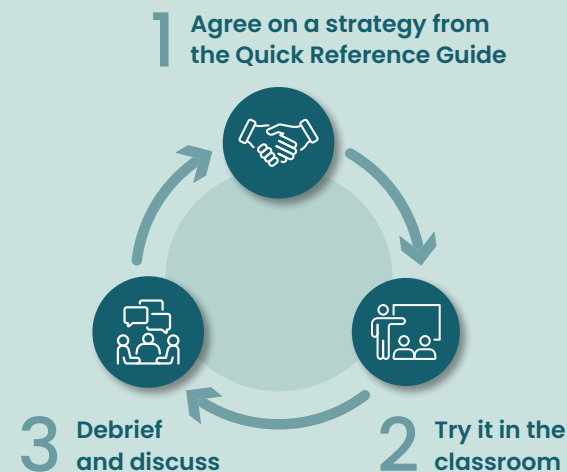 1 Agree on a strategy from
the Quick Reference Guide
2 Try it in the
classroom
3 Debrief
and discuss